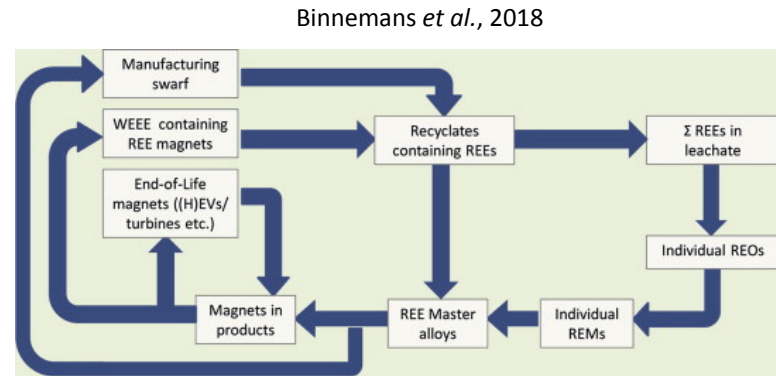 Binnemans et al., 2018
Manufacturing
swarf
WEEE containing
REE magnets
Recyclates
containing REEs
Σ REEs in
leachate
End-of-Life
magnets ((H)EVs/
turbines etc.)
Individual REOs
Magnets in
products
REE Master
alloys
Individual
REMs